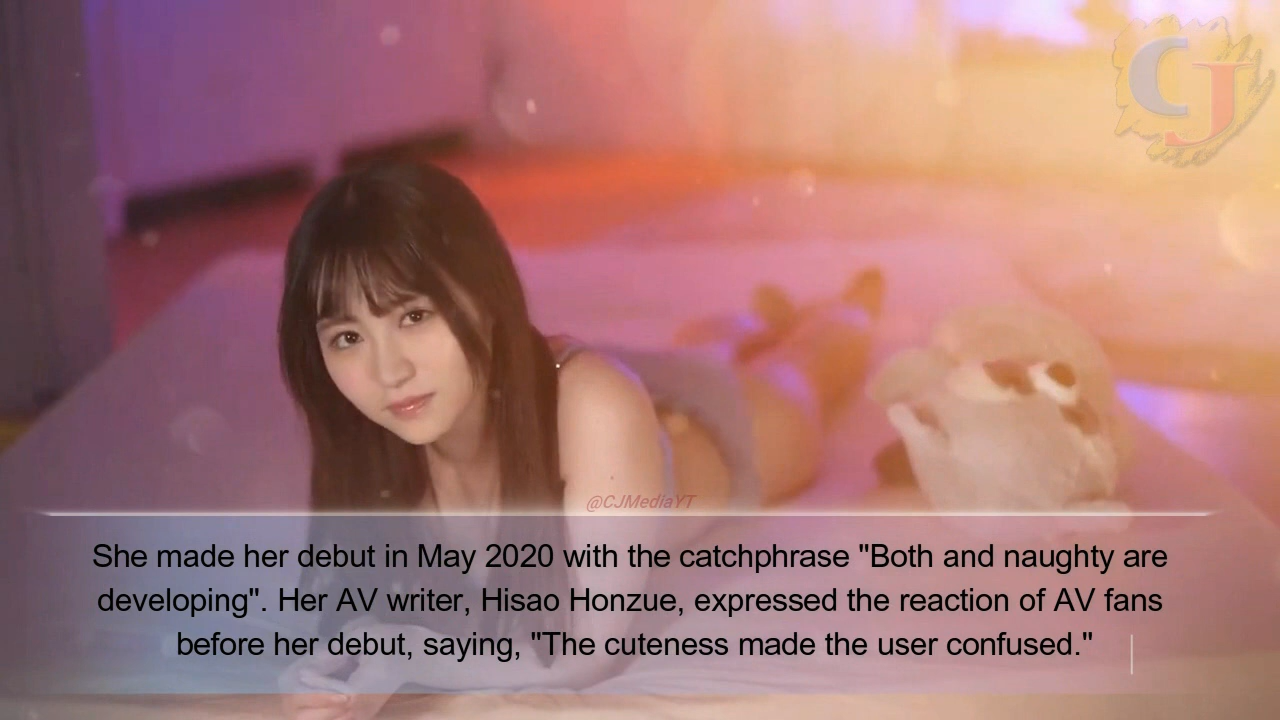 CJ
@CJMediaYT
She made her debut in May 2020 with the catchphrase "Both and naughty are
developing". Her AV writer, Hisao Honzue, expressed the reaction of AV fans
before her debut, saying, "The cuteness made the user confused."